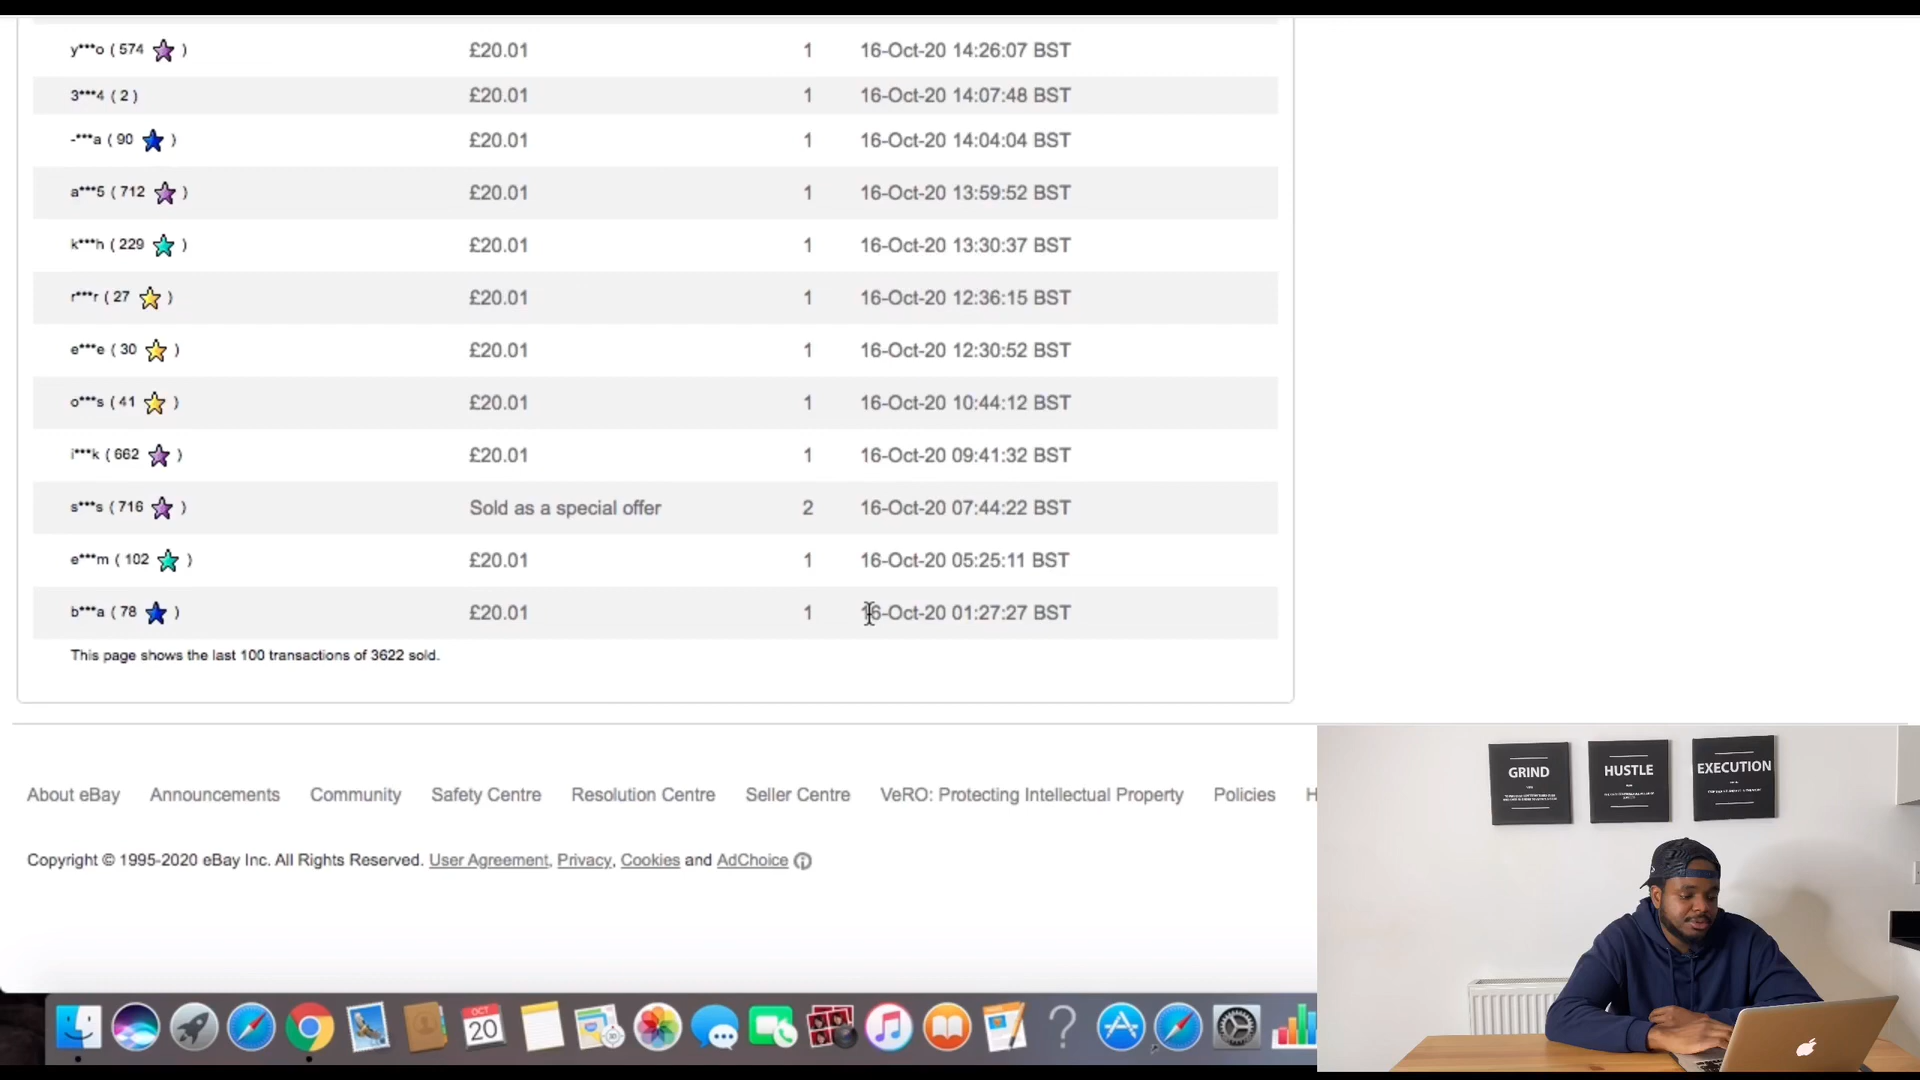 y***o ( 574 ) £20.01 1 16-Oct-20 14:26:07 BST
3***4 ( 2 ) £20.01 1 16-Oct-20 14:07:48 BST
-***a ( 90 ) £20.01 1 16-Oct-20 14:04:04 BST
a***5 ( 712 ) £20.01 1 16-Oct-20 13:59:52 BST
k***h ( 229 ) £20.01 1 16-Oct-20 13:30:37 BST
r***r ( 27 ) £20.01 1 16-Oct-20 12:36:15 BST
e***e ( 30 ) £20.01 1 16-Oct-20 12:30:52 BST
o***s ( 41 ) £20.01 1 16-Oct-20 10:44:12 BST
i***k ( 662 ) £20.01 1 16-Oct-20 09:41:32 BST
s***s ( 716 ) Sold as a special offer 2 16-Oct-20 07:44:22 BST
e***m ( 102 ) £20.01 1 16-Oct-20 05:25:11 BST
b***a ( 78 ) £20.01 1 16-Oct-20 01:27:27 BST
This page shows the last 100 transactions of 3622 sold.
About eBay Announcements Community Safety Centre Resolution Centre Seller Centre VeRO: Protecting Intellectual Property Policies H
Copyright © 1995-2020 eBay Inc. All Rights Reserved. User Agreement, Privacy, Cookies and AdChoice
GRIND
HUSTLE
EXECUTION
OCT
20